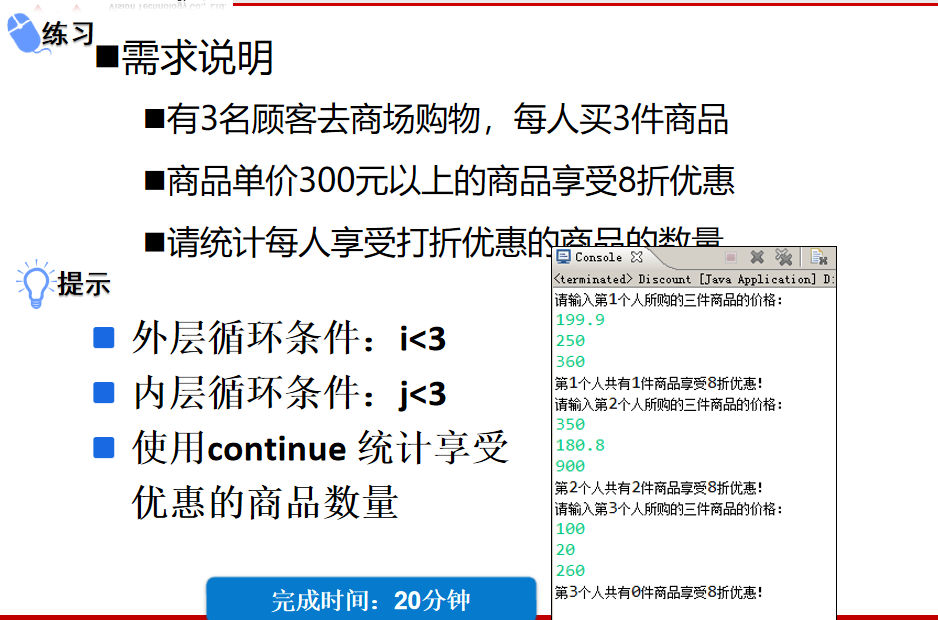 练习
■需求说明
■有3名顾客去商场购物，每人买3件商品
■商品单价300元以上的商品享受8折优惠
■请统计每人享受打折优惠的商品的数量
提示
外层循环条件：i<3
内层循环条件：j<3
使用continue 统计享受
优惠的商品数量
完成时间：20分钟
Console
<terminated> Discount [Java Application] D:
请输入第1个人所购的三件商品的价格：
199.9
250
360
第1个人共有1件商品享受8折优惠!
请输入第2个人所购的三件商品的价格：
350
180.8
900
第2个人共有2件商品享受8折优惠!
请输入第3个人所购的三件商品的价格：
100
20
260
第3个人共有0件商品享受8折优惠!